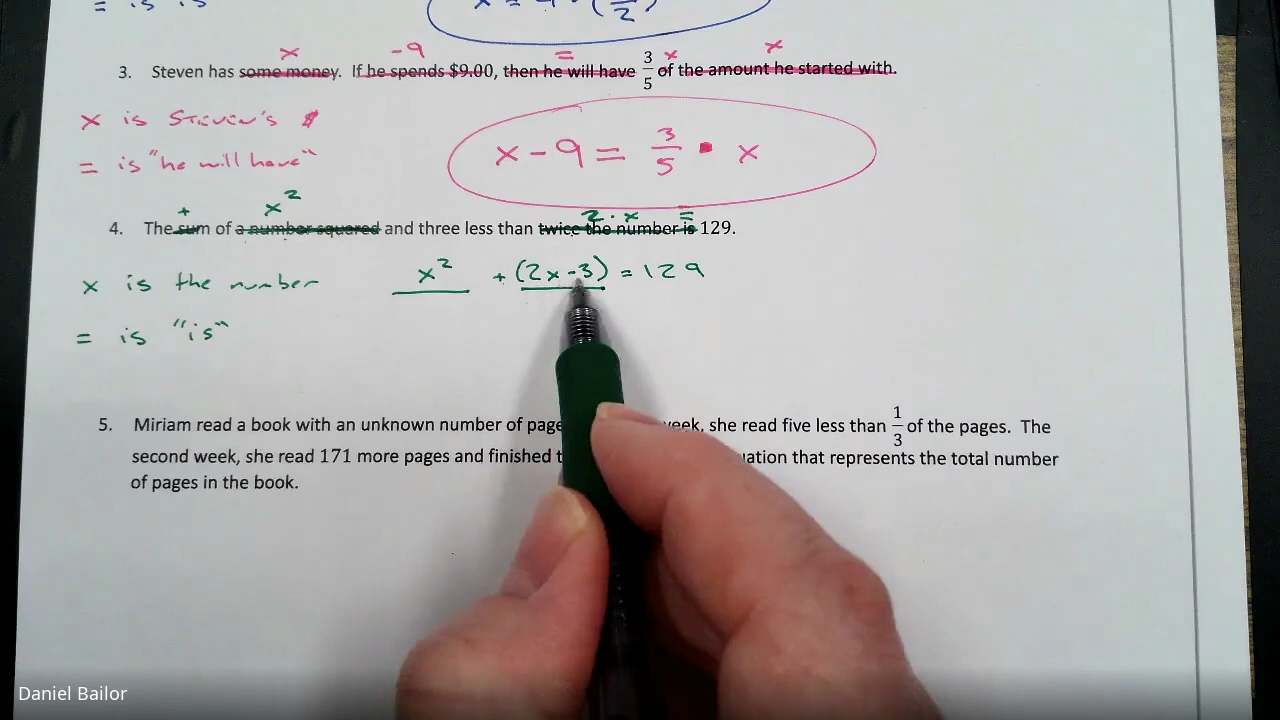 = is is
x = 4 · ( /2)
x -9 = x x
3. Steven has some money. If he spends $9.00, then he will have 3/5 of the amount he started with.
x is Steven's $
x - 9 = 3/5 · x
= is "he will have"
+ x² 2 · x =
4. The sum of a number squared and three less than twice the number is 129.
x is the number
x² + (2x - 3) = 129
= is "is"
5. Miriam read a book with an unknown number of page week, she read five less than 1/3 of the pages. The
second week, she read 171 more pages and finished t uation that represents the total number
of pages in the book.
Daniel Bailor